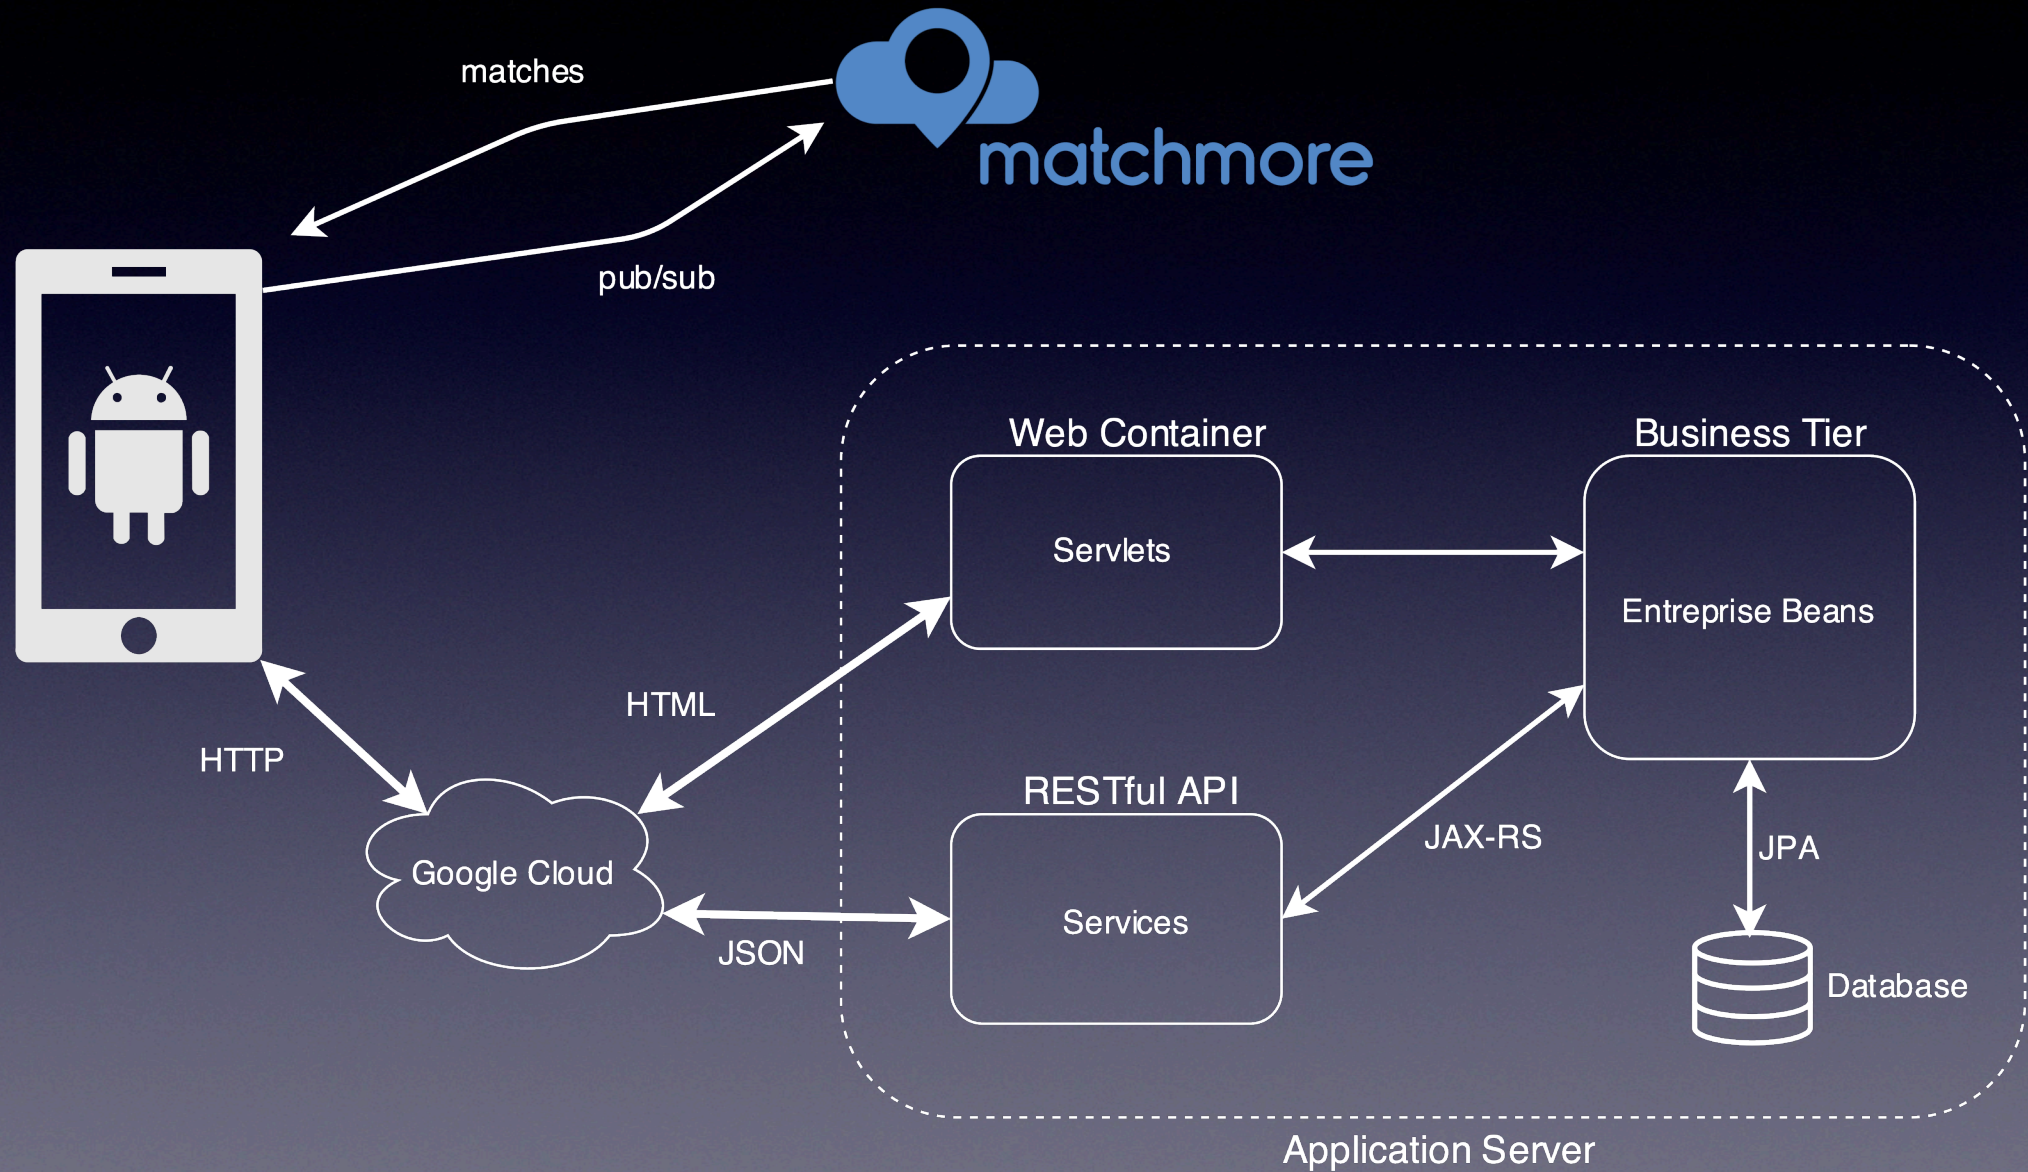 matches
matchmore
pub/sub
Web Container
Business Tier
Servlets
Entreprise Beans
HTML
HTTP
RESTful API
JAX-RS
JPA
Google Cloud
Services
JSON
Database
Application Server